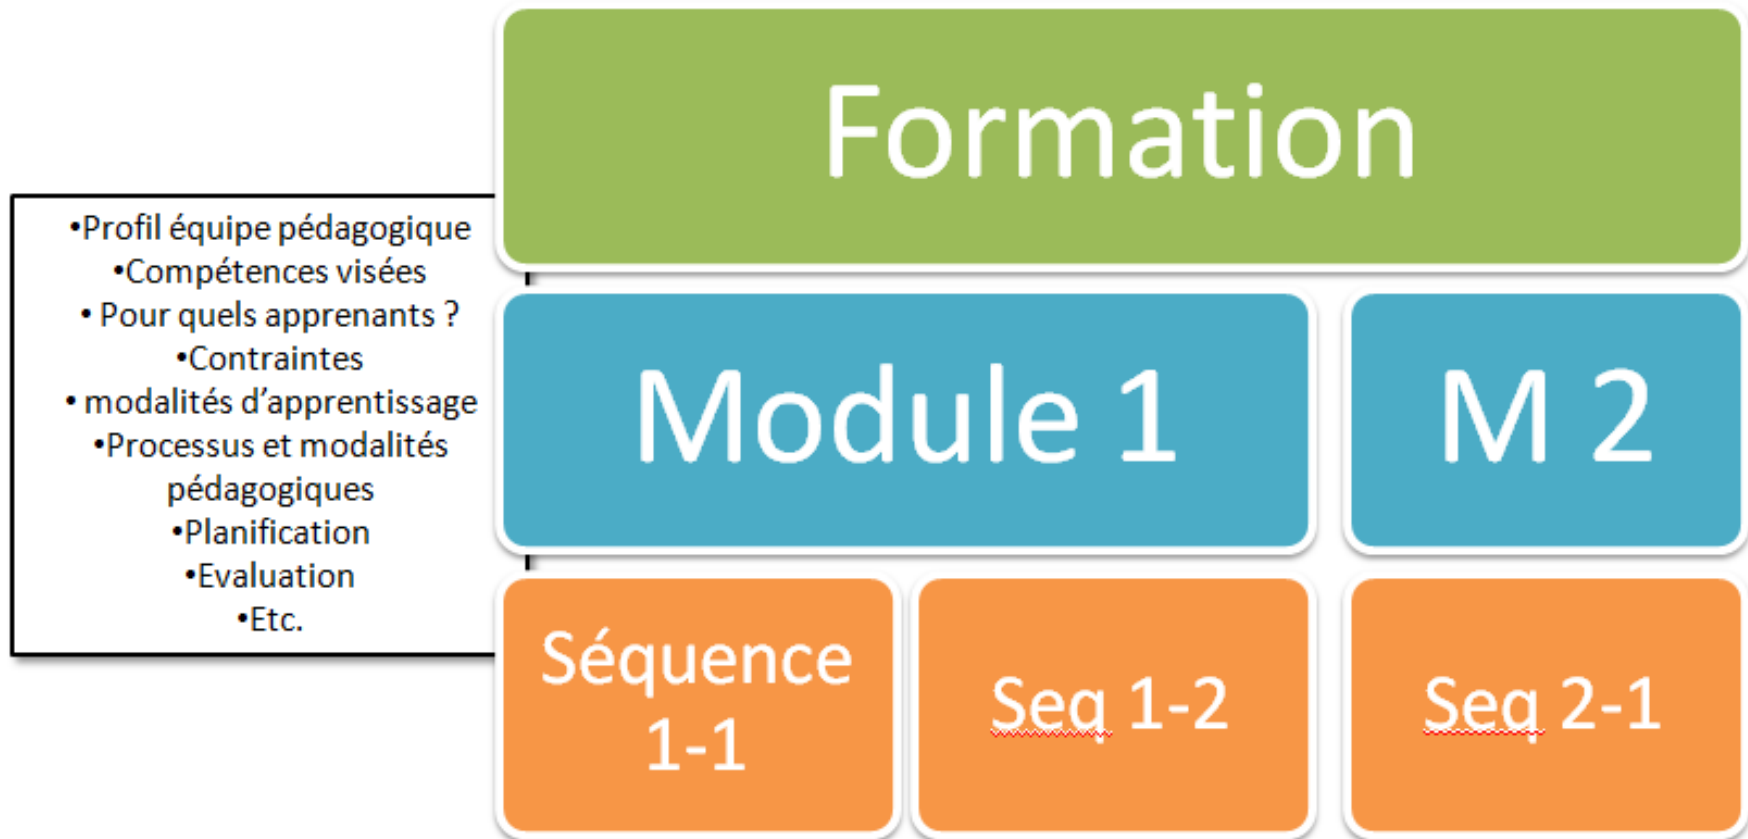 Formation
•Profil équipe pédagogique
•Compétences visées
• Pour quels apprenants ?
•Contraintes
• modalités d’apprentissage
•Processus et modalités
pédagogiques
•Planification
•Evaluation
•Etc.
Module 1
M 2
Séquence
1-1
Seq 1-2
Seq 2-1